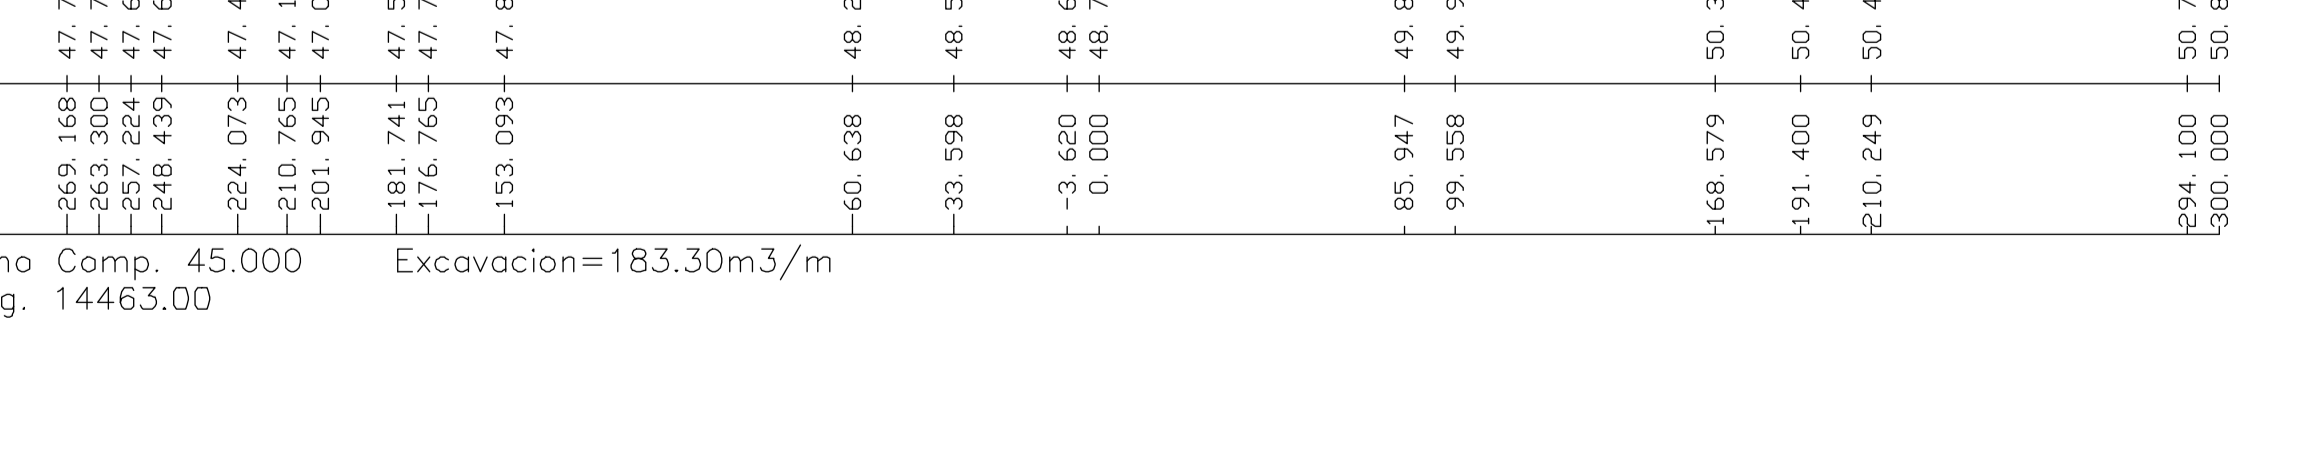 47. 47. 47. 47. 47. 47. 47. 47. 47. 47. 48. 48. 48. 48. 49. 49. 50. 50. 50. 50. 50.
-269.168 -263.300 -257.224 -248.439 -224.073 -210.765 -201.945 -181.741 -176.765 -153.093 -60.638 -33.598 -3.620 0.000 85.947 99.558 168.579 191.400 210.249 294.100 300.000
Camp. 45.000 Excavacion=183.30m3/m
g. 14463.00